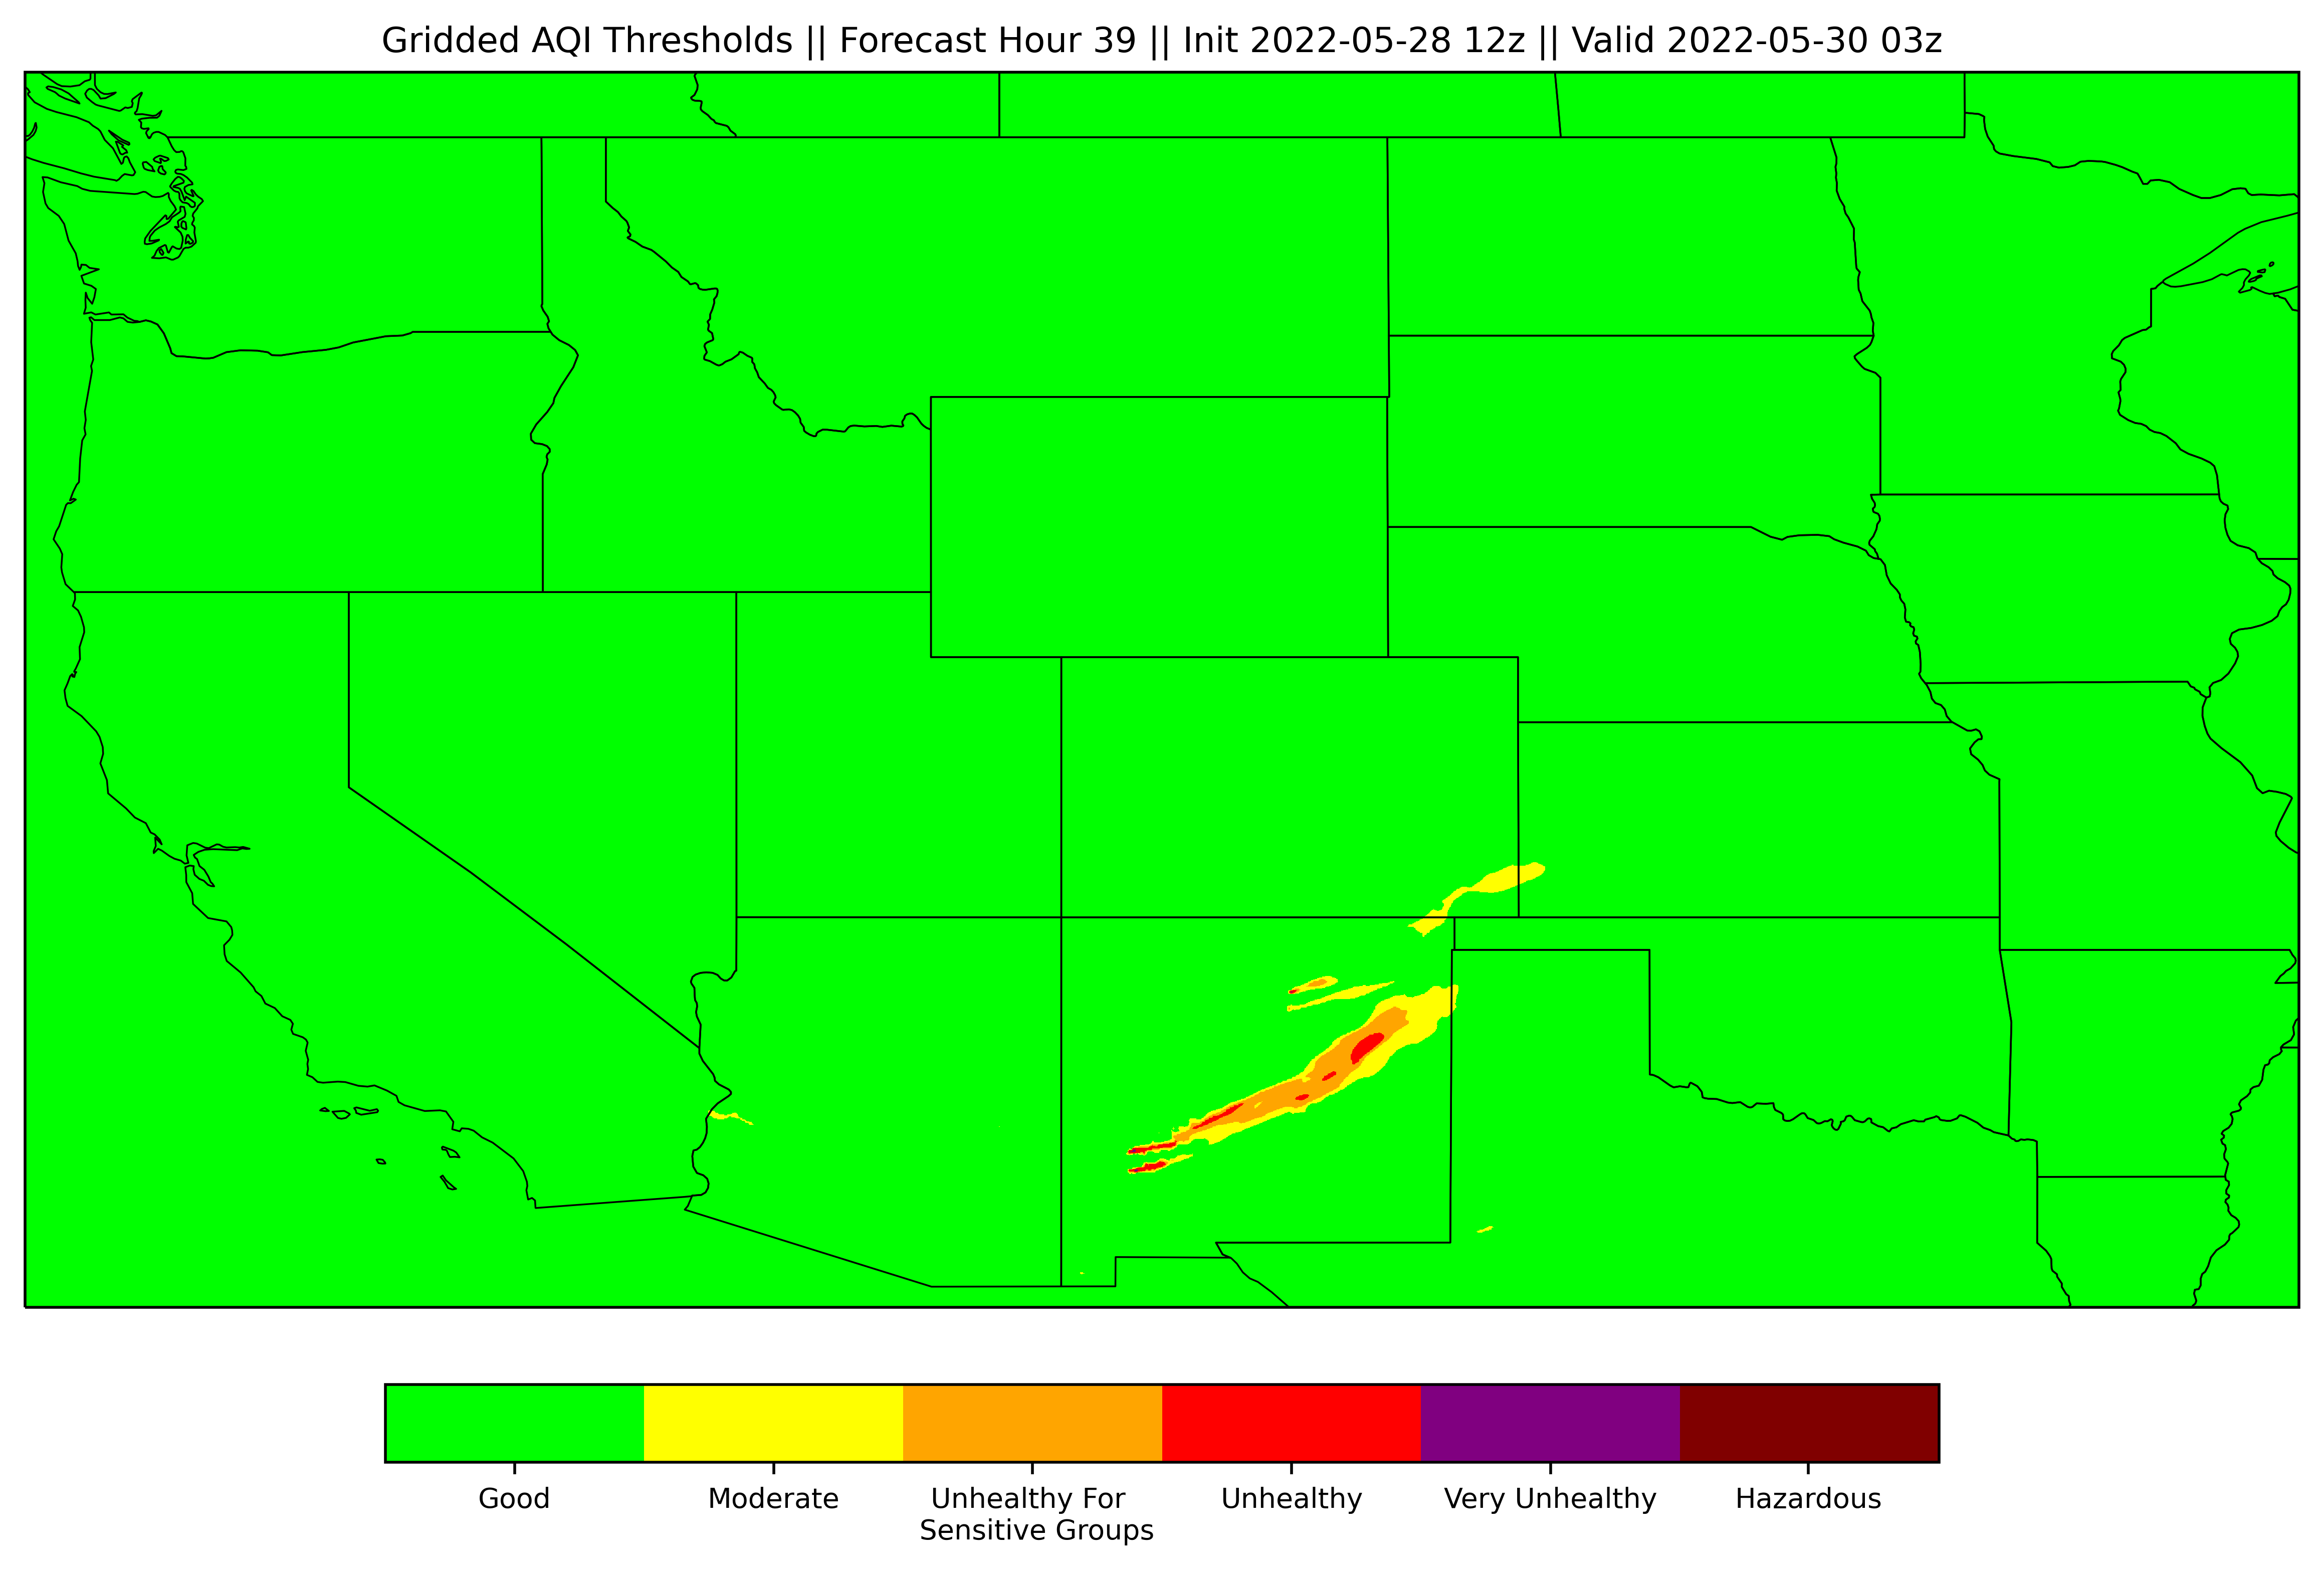 Gridded AQI Thresholds || Forecast Hour 39 || Init 2022-05-28 12z || Valid 2022-05-30 03z
Good
Moderate
Unhealthy For
Sensitive Groups
Unhealthy
Very Unhealthy
Hazardous